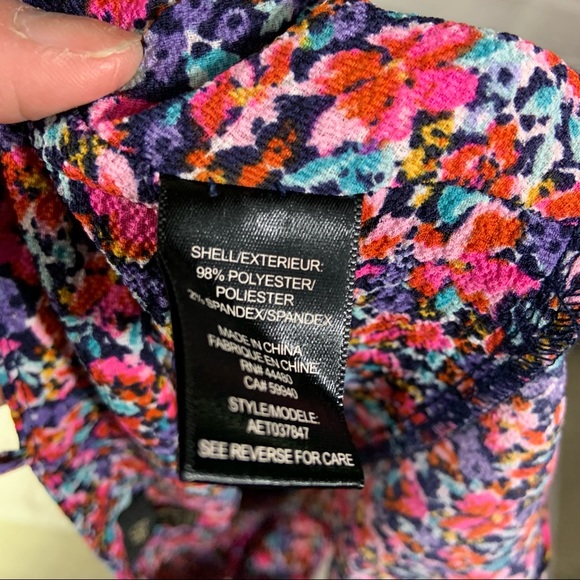 SHELL/EXTERIEUR:
98% POLYESTER/
POLIESTER
2% SPANDEX/SPANDEX
MADE IN CHINA
FABRIQUE EN CHINE
RN# 44480
CA# 59940
STYLE/MODELE:
AET037847
SEE REVERSE FOR CARE